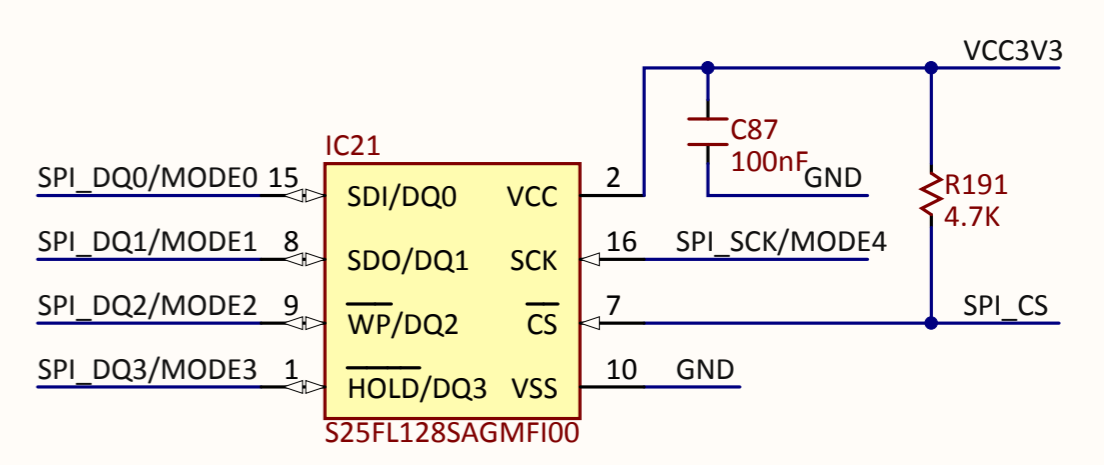 VCC3V3
C87
100nF
GND
R191
4.7K
IC21
SPI_DQ0/MODE0 15 SDI/DQ0 VCC 2
SPI_DQ1/MODE1 8 SDO/DQ1 SCK 16 SPI_SCK/MODE4
SPI_DQ2/MODE2 9 WP/DQ2 CS 7 SPI_CS
SPI_DQ3/MODE3 1 HOLD/DQ3 VSS 10 GND
S25FL128SAGMFI00